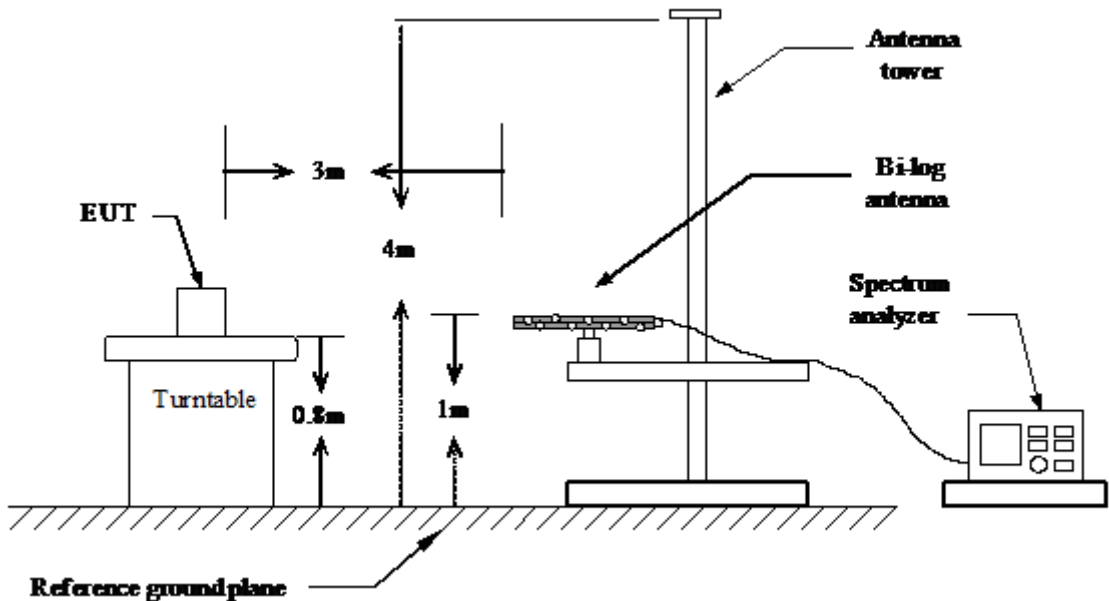 Antenna
tower
3m
Bi-log
antenna
EUT
4m
Spectrum
analyzer
Turntable
0.8m
1m
Reference ground plane